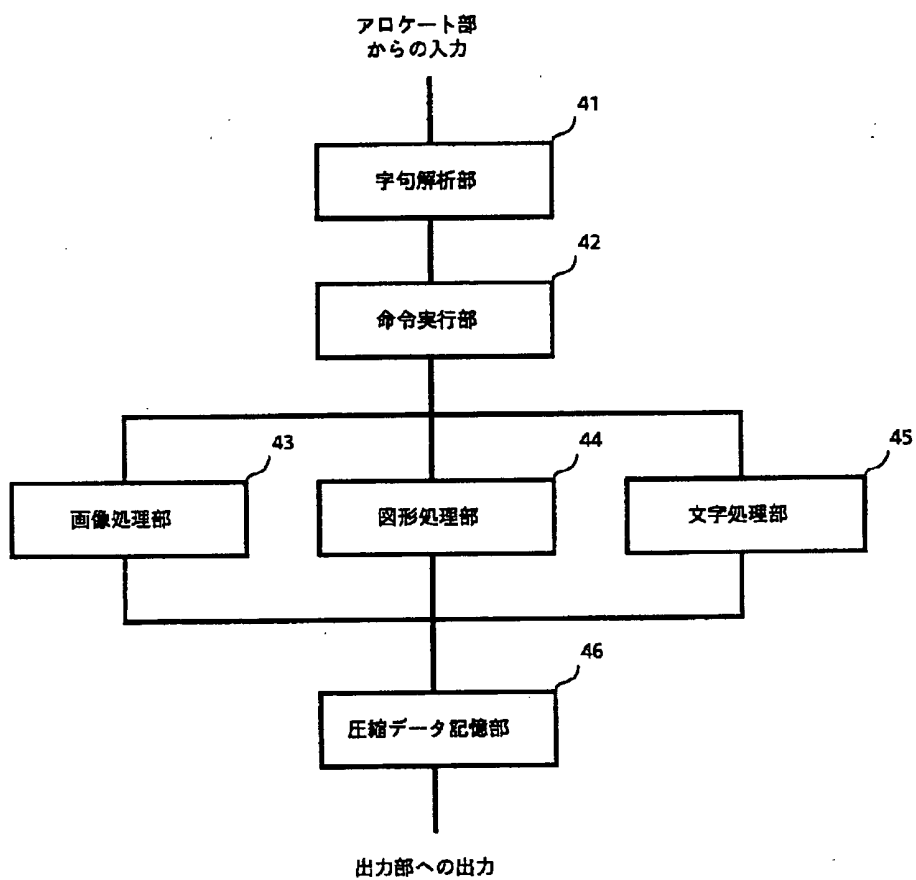 アロケート部
からの入力
41
字句解析部
42
命令実行部
43
44
45
画像処理部
図形処理部
文字処理部
46
圧縮データ記憶部
出力部への出力